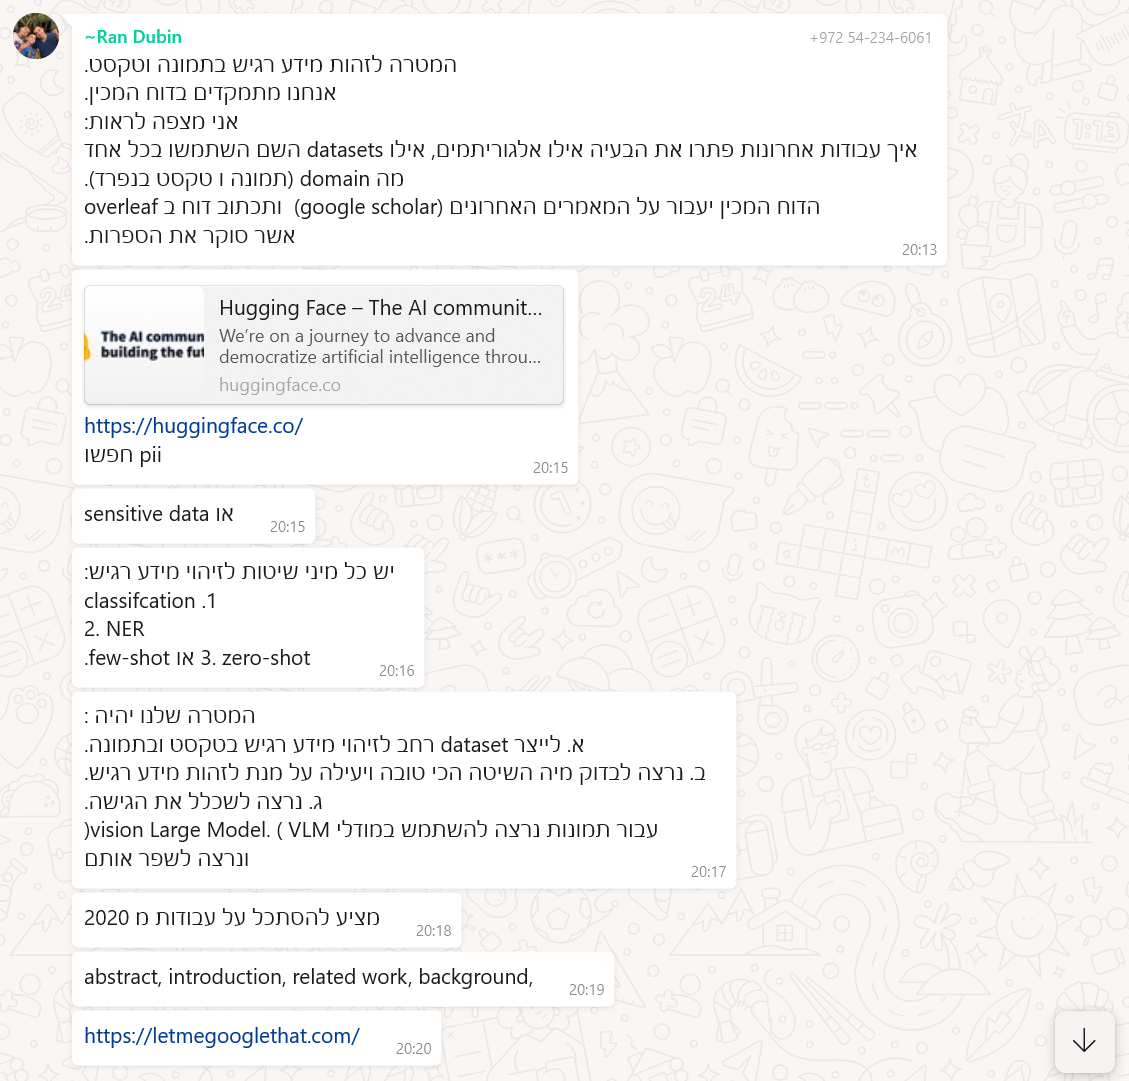 ~Ran Dubin
+972 54-234-6061
המטרה לזהות מידע רגיש בתמונה וטקסט.
אנחנו מתמקדים בדוח המכין.
אני מצפה לראות:
איך עבודות אחרונות פתרו את הבעיה אילו אלגוריתמים, אילו datasets השם השתמשו בכל אחד
מה domain (תמונה ו טקסט בנפרד).
הדוח המכין יעבור על המאמרים האחרונים (google scholar) ותכתוב דוח ב overleaf
אשר סוקר את הספרות.
20:13
The AI commun
building the fut
Hugging Face – The AI communit...
We're on a journey to advance and
democratize artificial intelligence throu...
huggingface.co
https://huggingface.co/
חפשו pii
20:15
או sensitive data
20:15
יש כל מיני שיטות לזיהוי מידע רגיש:
1. classifcation
2. NER
3. zero-shot או few-shot.
20:16
המטרה שלנו יהיה :
א. לייצר dataset רחב לזיהוי מידע רגיש בטקסט ובתמונה.
ב. נרצה לבדוק מיה השיטה הכי טובה ויעילה על מנת לזהות מידע רגיש.
ג. נרצה לשכלל את הגישה.
עבור תמונות נרצה להשתמש במודלי VLM ( vision Large Model.)
ונרצה לשפר אותם
20:17
מציע להסתכל על עבודות מ 2020
20:18
abstract, introduction, related work, background,
20:19
https://letmegooglethat.com/
20:20